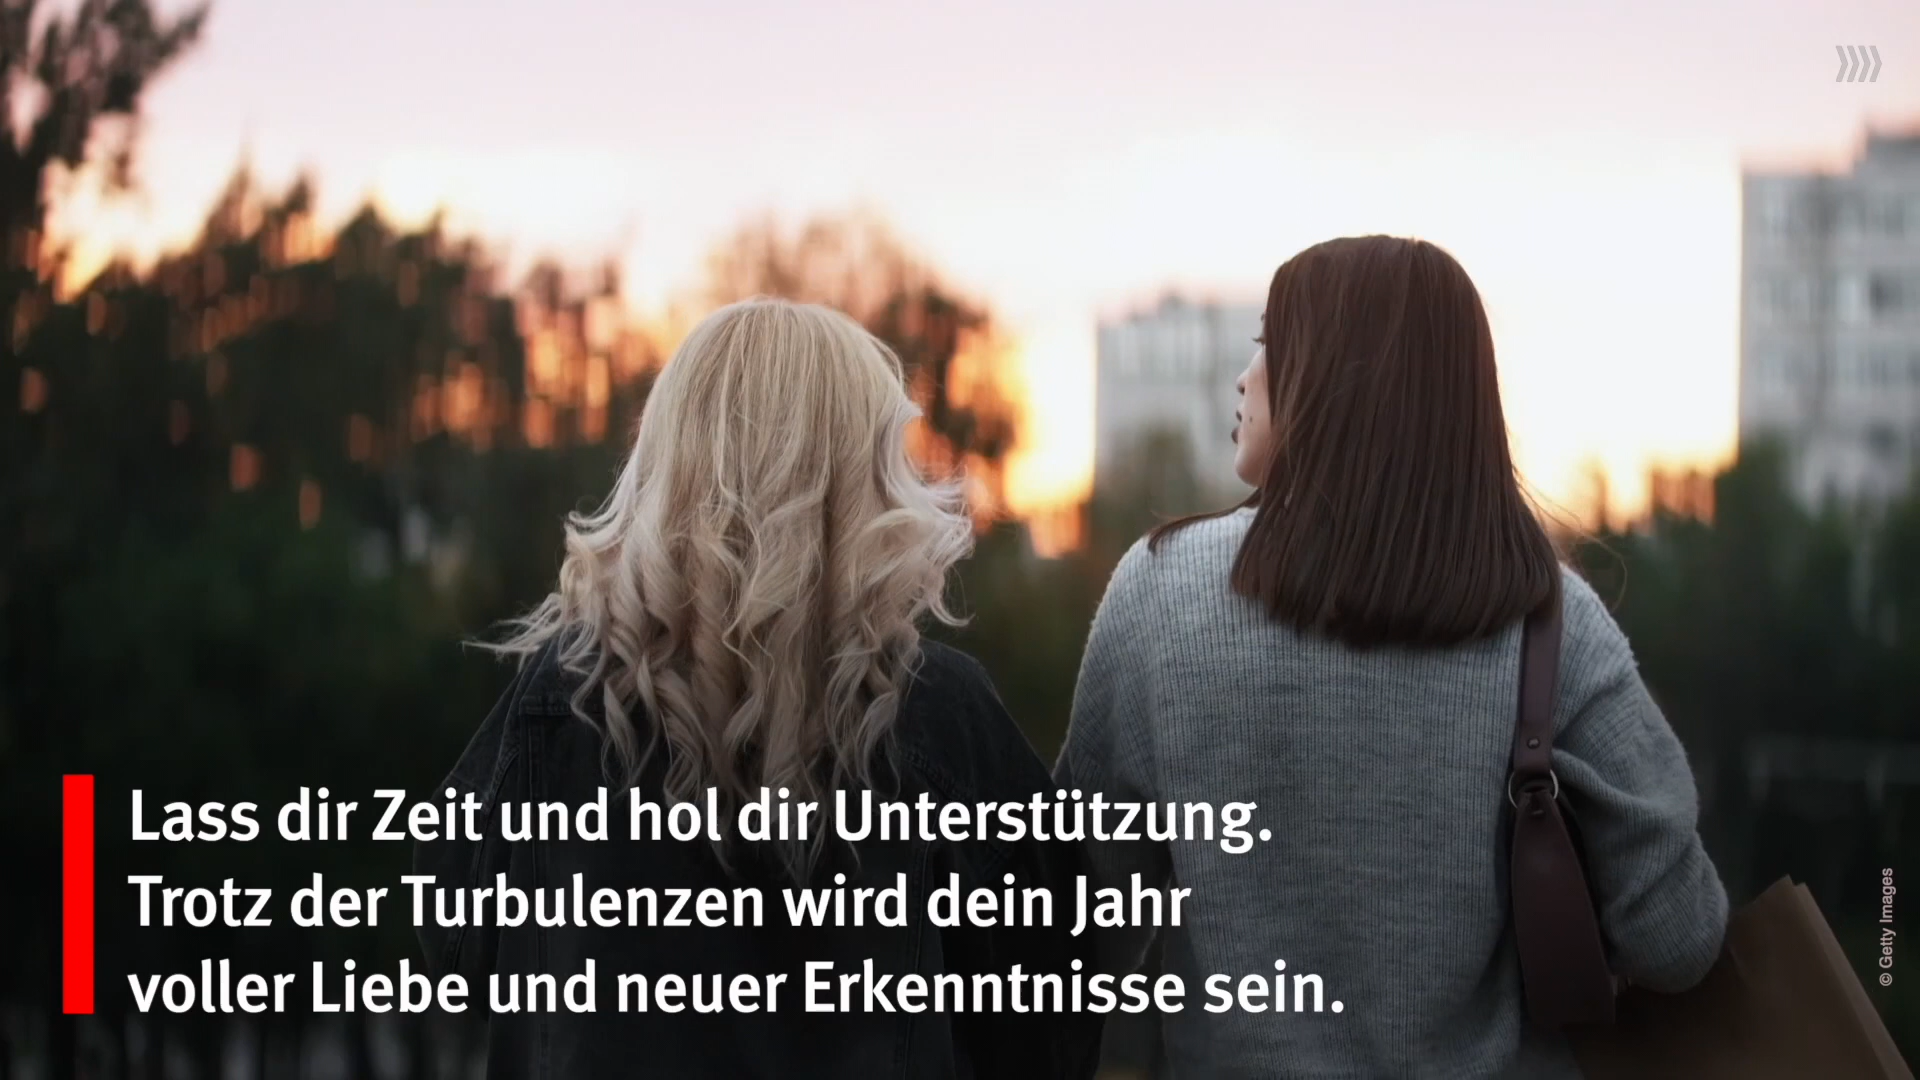 Lass dir Zeit und hol dir Unterstützung.
Trotz der Turbulenzen wird dein Jahr
voller Liebe und neuer Erkenntnisse sein.
© Getty Images